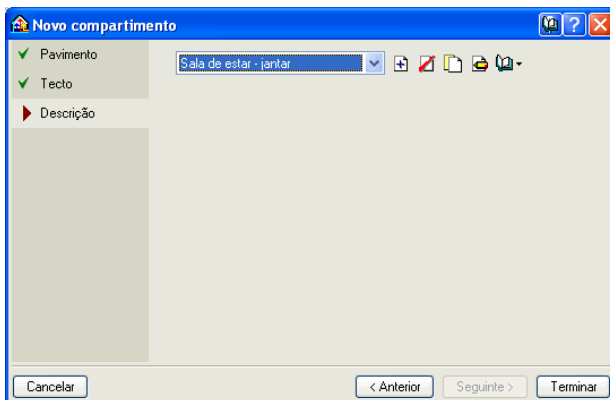 Novo compartimento
Pavimento
Tecto
Descrição
Sala de estar - jantar
Cancelar
< Anterior
Seguinte >
Terminar